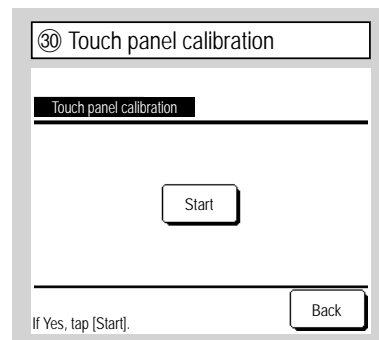 ㉚ Touch panel calibration
Touch panel calibration
Start
Back
If Yes, tap [Start].